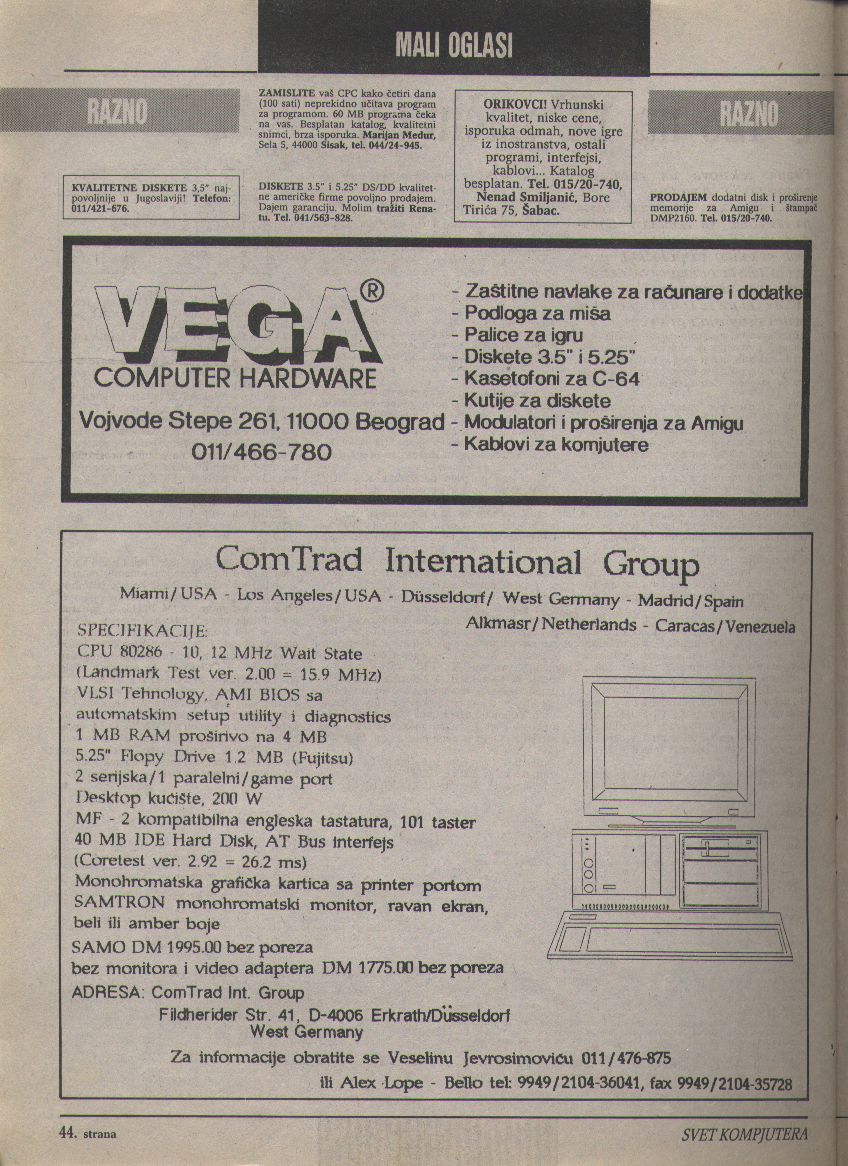 MALI OGLASI
RAZNO
KVALITETNE DISKETE 3,5" naj-
povoljnije u Jugoslaviji! Telefon:
011/421-676.
ZAMISLITE vaš CPC kako četiri dana
(100 sati) neprekidno učitava program
za programom. 60 MB programa čeka
na vas. Besplatan katalog, kvalitetni
snimci, brza isporuka. Marijan Medur,
Sela 5, 44000 Sisak, tel. 044/24-945.
DISKETE 3.5" i 5.25" DS/DD kvalitet-
ne američke firme povoljno prodajem.
Dajem garanciju. Molim tražiti Rena-
tu. Tel. 041/563-828.
ORIKOVCI! Vrhunski
kvalitet, niske cene,
isporuka odmah, nove igre
iz inostranstva, ostali
programi, interfejsi,
kablovi... Katalog
besplatan. Tel. 015/20-740,
Nenad Smiljanić, Bore
Tirića 75, Šabac.
RAZNO
PRODAJEM dodatni disk i proširenje
memorije za Amigu i štampač
DMP2160. Tel. 015/20-740.
VEGA®
COMPUTER HARDWARE
Vojvode Stepe 261, 11000 Beograd
011/466-780
- Zaštitne navlake za računare i dodatke
- Podloga za miša
- Palice za igru
- Diskete 3.5" i 5.25"
- Kasetofoni za C-64
- Kutije za diskete
- Modulatori i proširenja za Amigu
- Kablovi za komjutere
ComTrad International Group
Miami/USA - Los Angeles/USA - Düsseldorf/ West Germany - Madrid/Spain
Alkmasr/Netherlands - Caracas/Venezuela
SPECIFIKACIJE:
CPU 80286 - 10, 12 MHz Wait State
(Landmark Test ver. 2.00 = 15.9 MHz)
VLSI Tehnology, AMI BIOS sa
automatskim setup utility i diagnostics
1 MB RAM proširivo na 4 MB
5.25" Flopy Drive 1.2 MB (Fujitsu)
2 serijska/1 paralelni/game port
Desktop kućište, 200 W
MF - 2 kompatibilna engleska tastatura, 101 taster
40 MB IDE Hard Disk, AT Bus interfejs
(Coretest ver. 2.92 = 26.2 ms)
Monohromatska grafička kartica sa printer portom
SAMTRON monohromatski monitor, ravan ekran,
beli ili amber boje
SAMO DM 1995.00 bez poreza
bez monitora i video adaptera DM 1775.00 bez poreza
ADRESA: ComTrad Int. Group
Fildherider Str. 41, D-4006 Erkrath/Düsseldorf
West Germany
Za informacije obratite se Veselinu Jevrosimoviću 011/476-875
ili Alex Lope - Bello tel: 9949/2104-36041, fax 9949/2104-35728
44. strana
SVET KOMPJUTERA